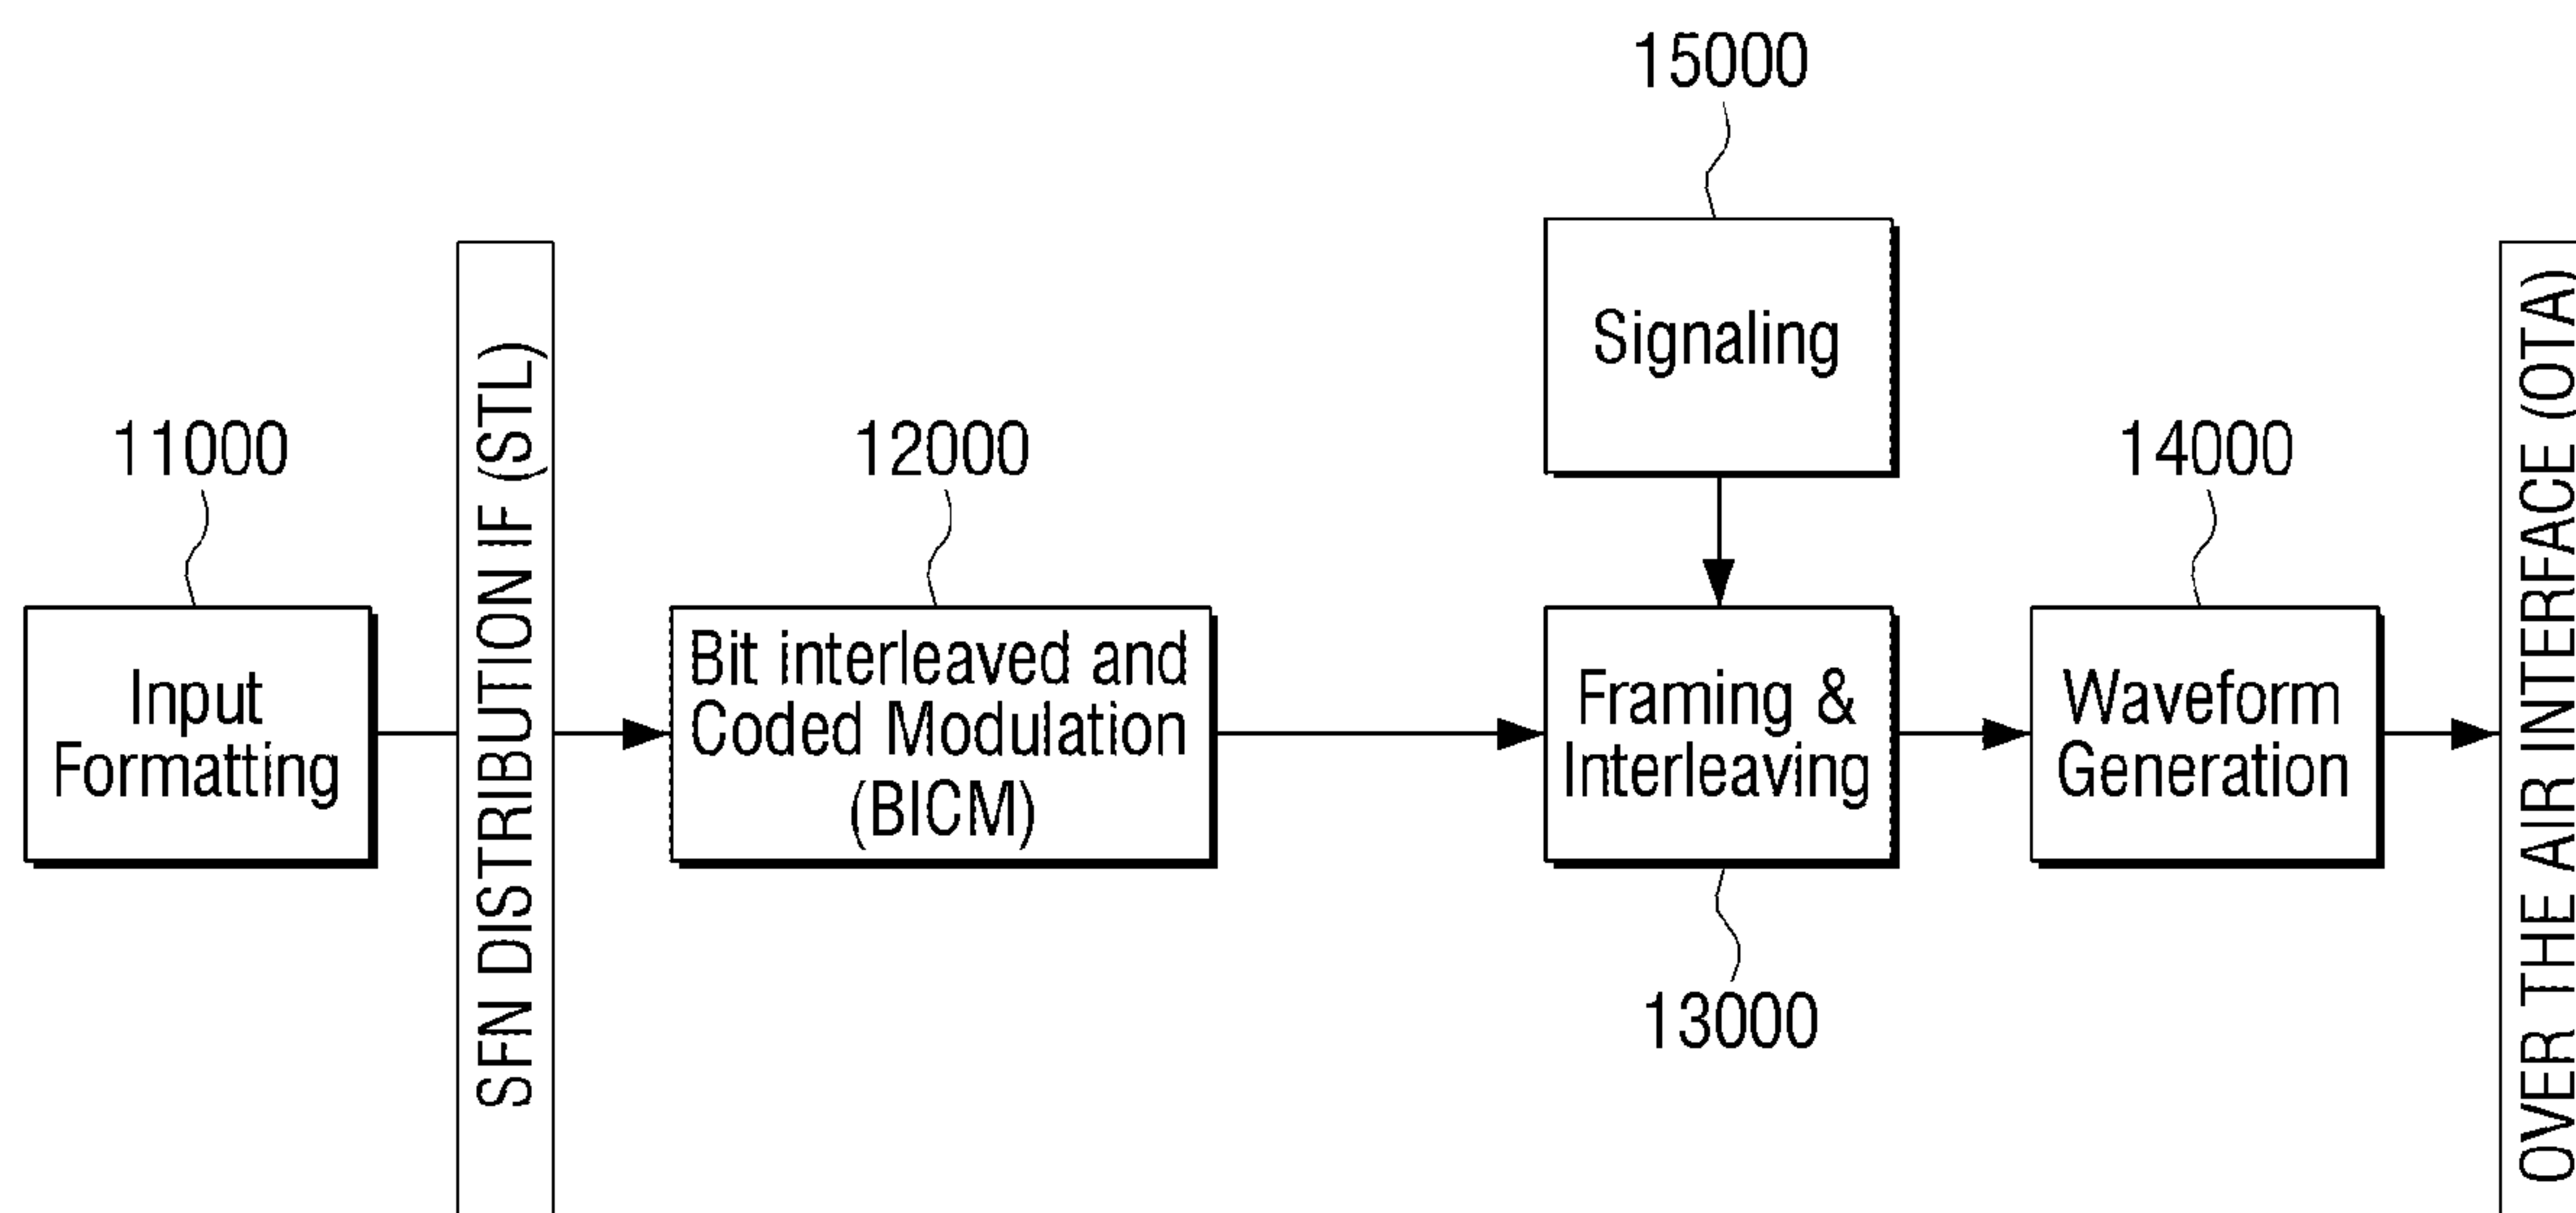 15000
Signaling
11000
Input
Formatting
SFN DISTRIBUTION IF (STL)
12000
Bit interleaved and
Coded Modulation
(BICM)
Framing &
Interleaving
13000
14000
Waveform
Generation
OVER THE AIR INTERFACE (OTA)